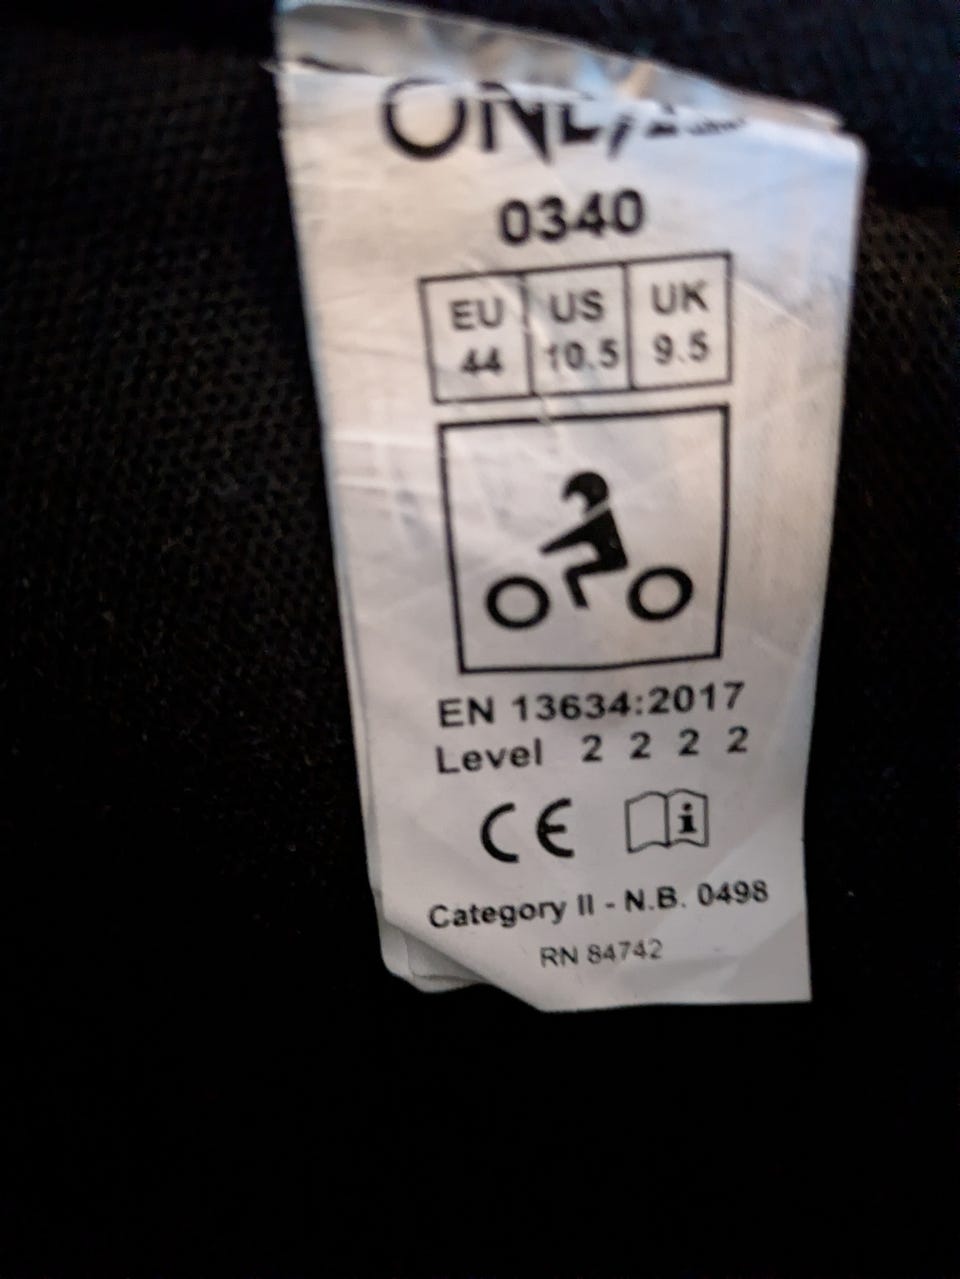 0340
EU US UK
44 10.5 9.5
EN 13634:2017
Level 2 2 2 2
CE i
Category II - N.B. 0498
RN 84742